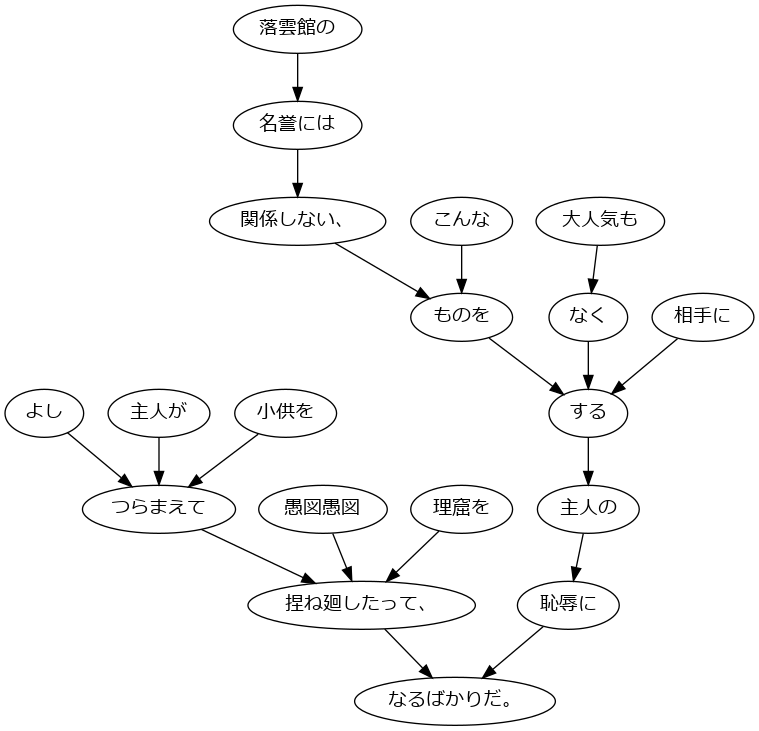 落雲館の
名誉には
関係しない、
こんな
大人気も
ものを
なく
相手に
よし
主人が
小供を
する
つらまえて
愚図愚図
理窟を
主人の
捏ね廻したって、
恥辱に
なるばかりだ。